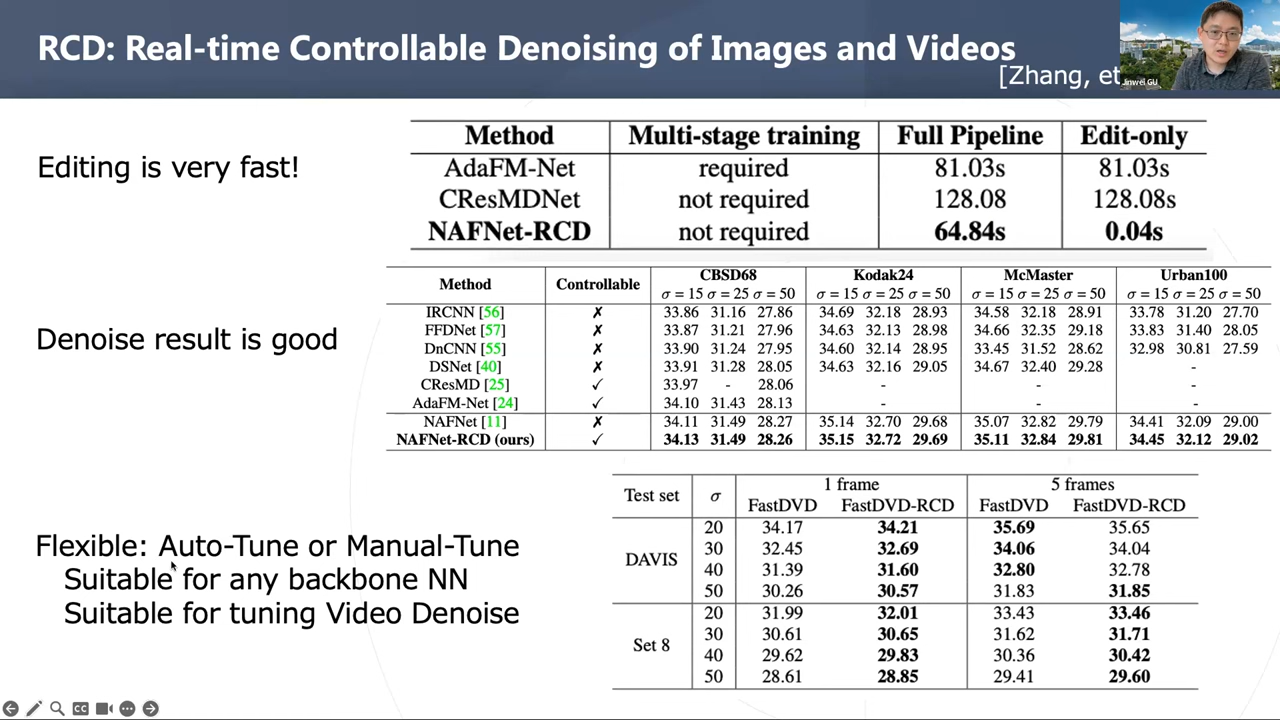 RCD: Real-time Controllable Denoising of Images and Videos
[Zhang, et
Jinwei GU
Editing is very fast!
Method Multi-stage training Full Pipeline Edit-only
AdaFM-Net required 81.03s 81.03s
CResMDNet not required 128.08 128.08s
NAFNet-RCD not required 64.84s 0.04s
Denoise result is good
Method Controllable CBSD68 Kodak24 McMaster Urban100
σ = 15 σ = 25 σ = 50 σ = 15 σ = 25 σ = 50 σ = 15 σ = 25 σ = 50 σ = 15 σ = 25 σ = 50
IRCNN [56] ✗ 33.86 31.16 27.86 34.69 32.18 28.93 34.58 32.18 28.91 33.78 31.20 27.70
FFDNet [57] ✗ 33.87 31.21 27.96 34.63 32.13 28.98 34.66 32.35 29.18 33.83 31.40 28.05
DnCNN [55] ✗ 33.90 31.24 27.95 34.60 32.14 28.95 33.45 31.52 28.62 32.98 30.81 27.59
DSNet [40] ✗ 33.91 31.28 28.05 34.63 32.16 29.05 34.67 32.40 29.28 -
CResMD [25] ✓ 33.97 - 28.06 - - -
AdaFM-Net [24] ✓ 34.10 31.43 28.13 - - -
NAFNet [11] ✗ 34.11 31.49 28.27 35.14 32.70 29.68 35.07 32.82 29.79 34.41 32.09 29.00
NAFNet-RCD (ours) ✓ 34.13 31.49 28.26 35.15 32.72 29.69 35.11 32.84 29.81 34.45 32.12 29.02
Flexible: Auto-Tune or Manual-Tune
Suitable for any backbone NN
Suitable for tuning Video Denoise
Test set σ 1 frame 5 frames
FastDVD FastDVD-RCD FastDVD FastDVD-RCD
DAVIS
20 34.17 34.21 35.69 35.65
30 32.45 32.69 34.06 34.04
40 31.39 31.60 32.80 32.78
50 30.26 30.57 31.83 31.85
Set 8
20 31.99 32.01 33.43 33.46
30 30.61 30.65 31.62 31.71
40 29.62 29.83 30.36 30.42
50 28.61 28.85 29.41 29.60
CC